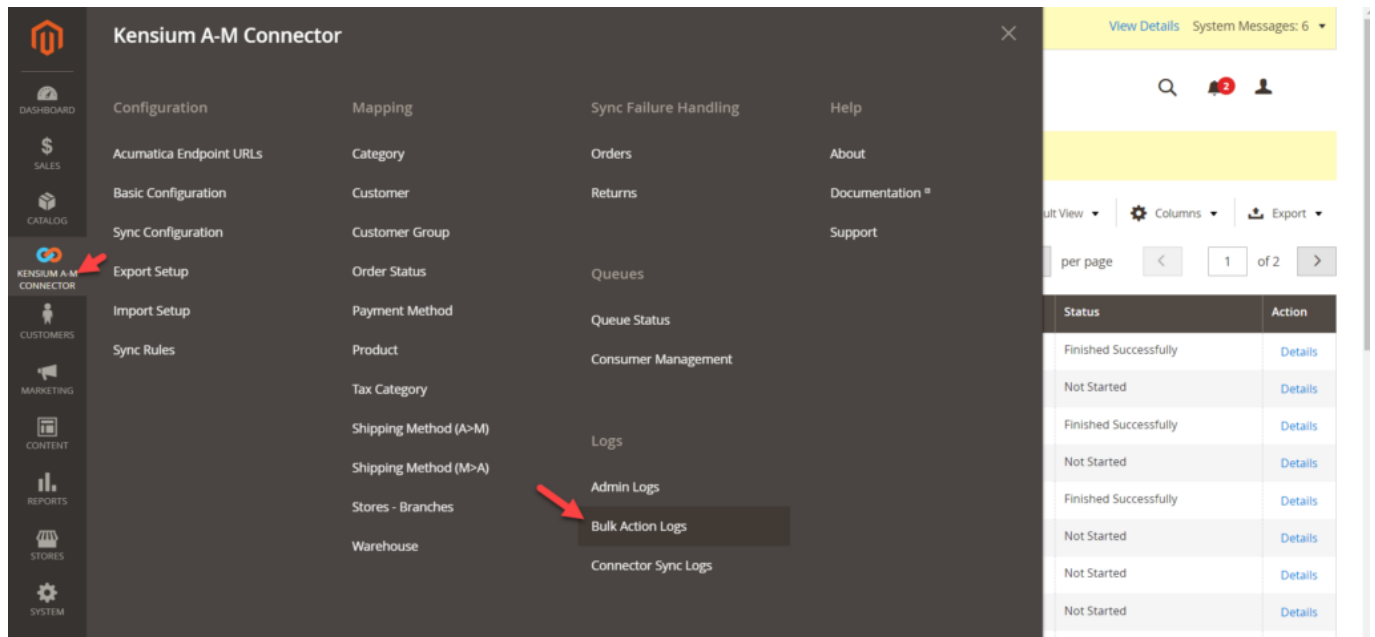 Kensium A-M Connector
View Details System Messages: 6
2
DASHBOARD
SALES
CATALOG
KENSIUM A-M
CONNECTOR
CUSTOMERS
MARKETING
CONTENT
REPORTS
STORES
SYSTEM
Configuration
Acumatica Endpoint URLs
Basic Configuration
Sync Configuration
Export Setup
Import Setup
Sync Rules
Mapping
Category
Customer
Customer Group
Order Status
Payment Method
Product
Tax Category
Shipping Method (A>M)
Shipping Method (M>A)
Stores - Branches
Warehouse
Sync Failure Handling
Orders
Returns
Queues
Queue Status
Consumer Management
Logs
Admin Logs
Bulk Action Logs
Connector Sync Logs
Help
About
Documentation
Support
ult View Columns Export
per page 1 of 2
Status Action
Finished Successfully Details
Not Started Details
Finished Successfully Details
Not Started Details
Finished Successfully Details
Not Started Details
Not Started Details
Not Started Details